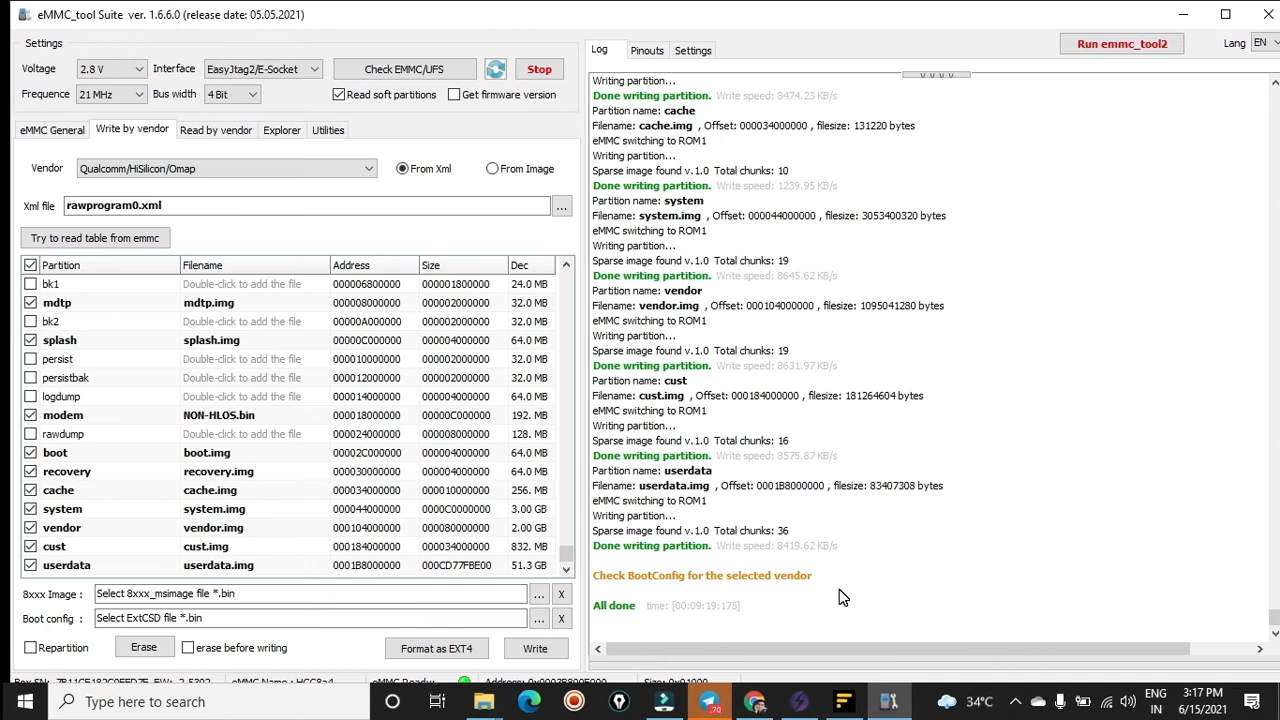 eMMC_tool Suite ver. 1.6.6.0 (release date: 05.05.2021)
Settings
Voltage 2.8 V Interface EasyJtag2/E-Socket Check EMMC/UFS Stop
Frequency 21 MHz Bus width 4 Bit Read soft partitions Get firmware version
eMMC General Write by vendor Read by vendor Explorer Utilities
Vendor Qualcomm/HiSilicon/Omap From Xml From Image
Xml file rawprogram0.xml ...
Try to read table from emmc
Partition Filename Address Size Dec
bk1 Double-click to add the file 000006800000 000001800000 24.0 MB
mdtp mdtp.img 000008000000 000002000000 32.0 MB
bk2 Double-click to add the file 00000A000000 000002000000 32.0 MB
splash splash.img 00000C000000 000004000000 64.0 MB
persist Double-click to add the file 000010000000 000002000000 32.0 MB
persistbak Double-click to add the file 000012000000 000002000000 32.0 MB
logdump Double-click to add the file 000014000000 000004000000 64.0 MB
modem NON-HLOS.bin 000018000000 00000C000000 192. MB
rawdump Double-click to add the file 000024000000 000008000000 128. MB
boot boot.img 00002C000000 000004000000 64.0 MB
recovery recovery.img 000030000000 000004000000 64.0 MB
cache cache.img 000034000000 000010000000 256. MB
system system.img 000044000000 0000C0000000 3.00 GB
vendor vendor.img 000104000000 000080000000 2.00 GB
cust cust.img 000184000000 000034000000 832. MB
userdata userdata.img 0001B8000000 000CD77FBE00 51.3 GB
8xxx Image : Select 8xxx_msimage file *.bin ... X
Boot config : Select ExtCSD file *.bin ... X
Repartition Erase erase before writing Format as EXT4 Write
Log Pinouts Settings Run emmc_tool2 Lang EN
Writing partition...
Done writing partition. Write speed: 8474.23 KB/s
Partition name: cache
Filename: cache.img , Offset: 000034000000 , filesize: 131220 bytes
eMMC switching to ROM1
Writing partition...
Sparse image found v.1.0 Total chunks: 10
Done writing partition. Write speed: 1239.95 KB/s
Partition name: system
Filename: system.img , Offset: 000044000000 , filesize: 3053400320 bytes
eMMC switching to ROM1
Writing partition...
Sparse image found v.1.0 Total chunks: 19
Done writing partition. Write speed: 8645.62 KB/s
Partition name: vendor
Filename: vendor.img , Offset: 000104000000 , filesize: 1095041280 bytes
eMMC switching to ROM1
Writing partition...
Sparse image found v.1.0 Total chunks: 19
Done writing partition. Write speed: 8631.97 KB/s
Partition name: cust
Filename: cust.img , Offset: 000184000000 , filesize: 181264604 bytes
eMMC switching to ROM1
Writing partition...
Sparse image found v.1.0 Total chunks: 16
Done writing partition. Write speed: 8575.87 KB/s
Partition name: userdata
Filename: userdata.img , Offset: 0001B8000000 , filesize: 83407308 bytes
eMMC switching to ROM1
Writing partition...
Sparse image found v.1.0 Total chunks: 36
Done writing partition. Write speed: 8419.62 KB/s
Check BootConfig for the selected vendor
All done time: [00:09:19:175]
Type here to search 70 34°C ENG 3:17 PM
IN 6/15/2021